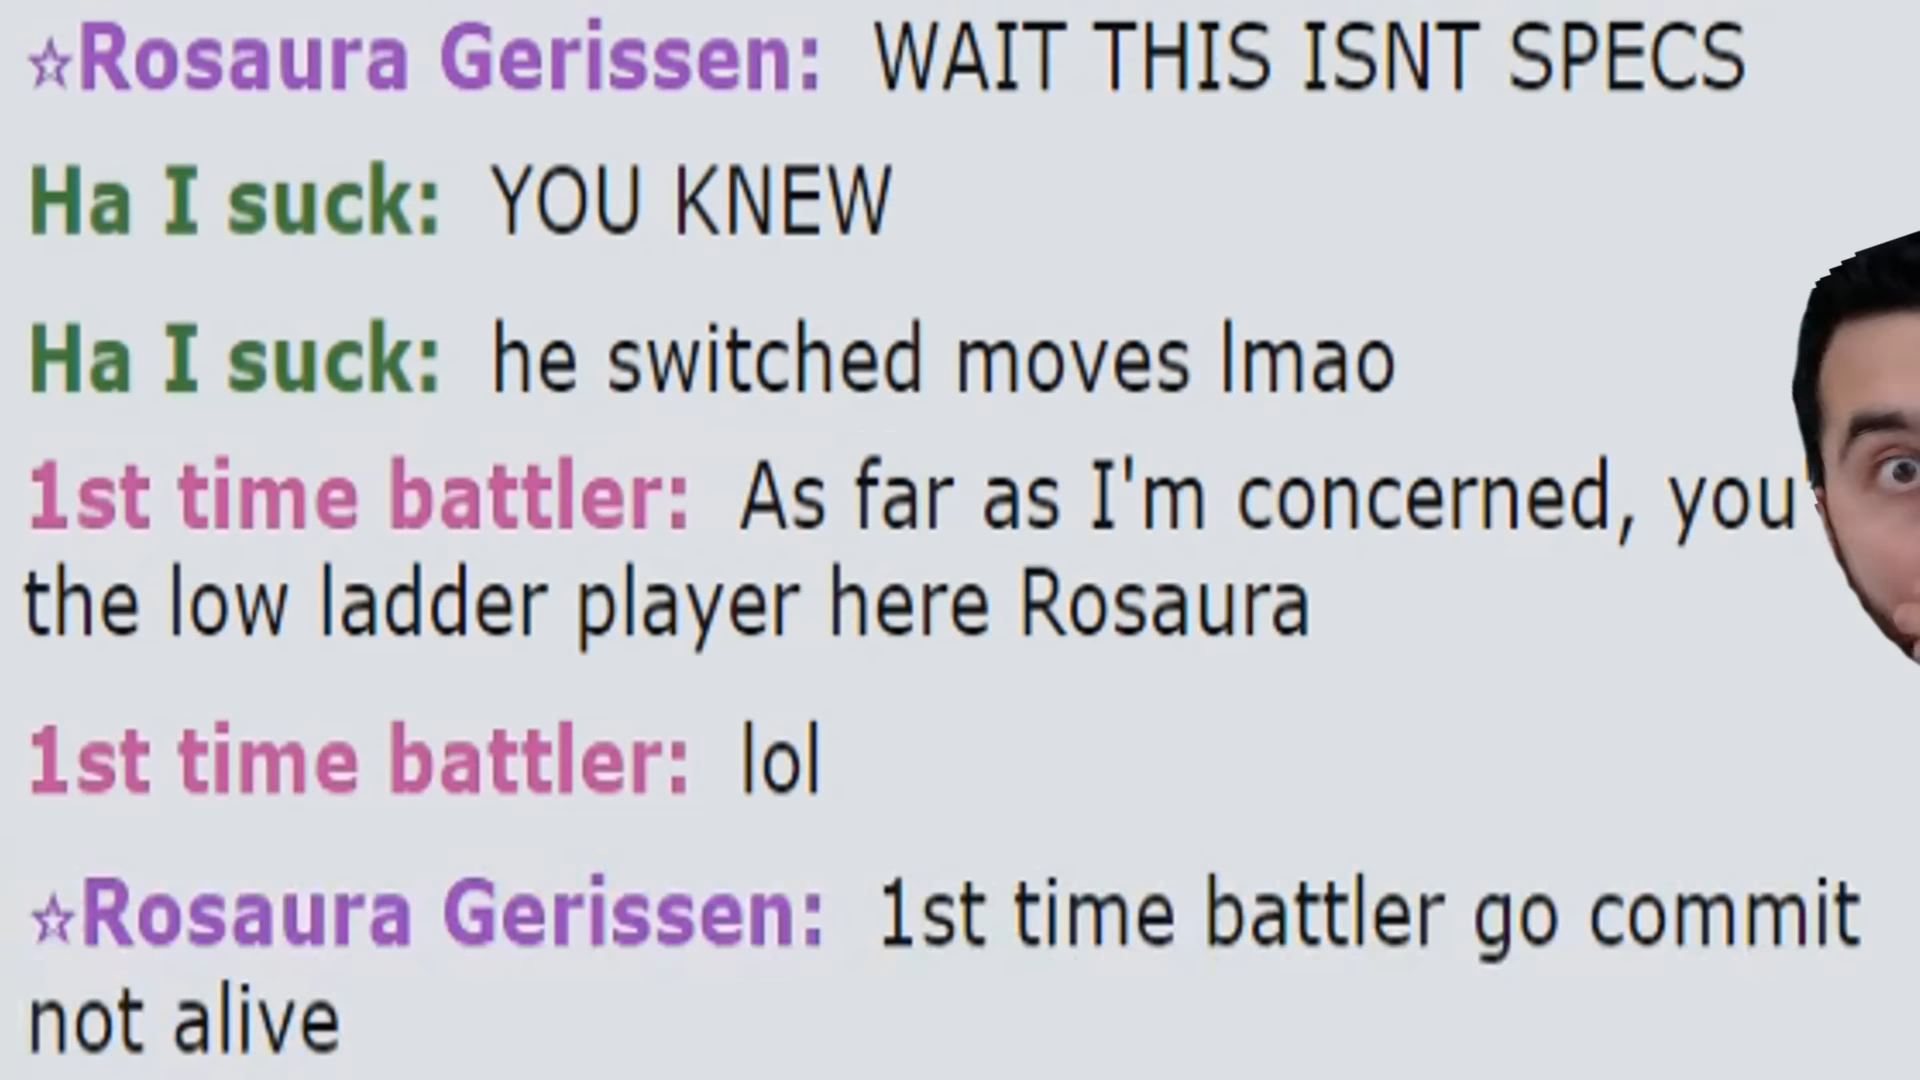 ☆Rosaura Gerissen: WAIT THIS ISNT SPECS
Ha I suck: YOU KNEW
Ha I suck: he switched moves lmao
1st time battler: As far as I'm concerned, you
the low ladder player here Rosaura
1st time battler: lol
☆Rosaura Gerissen: 1st time battler go commit
not alive